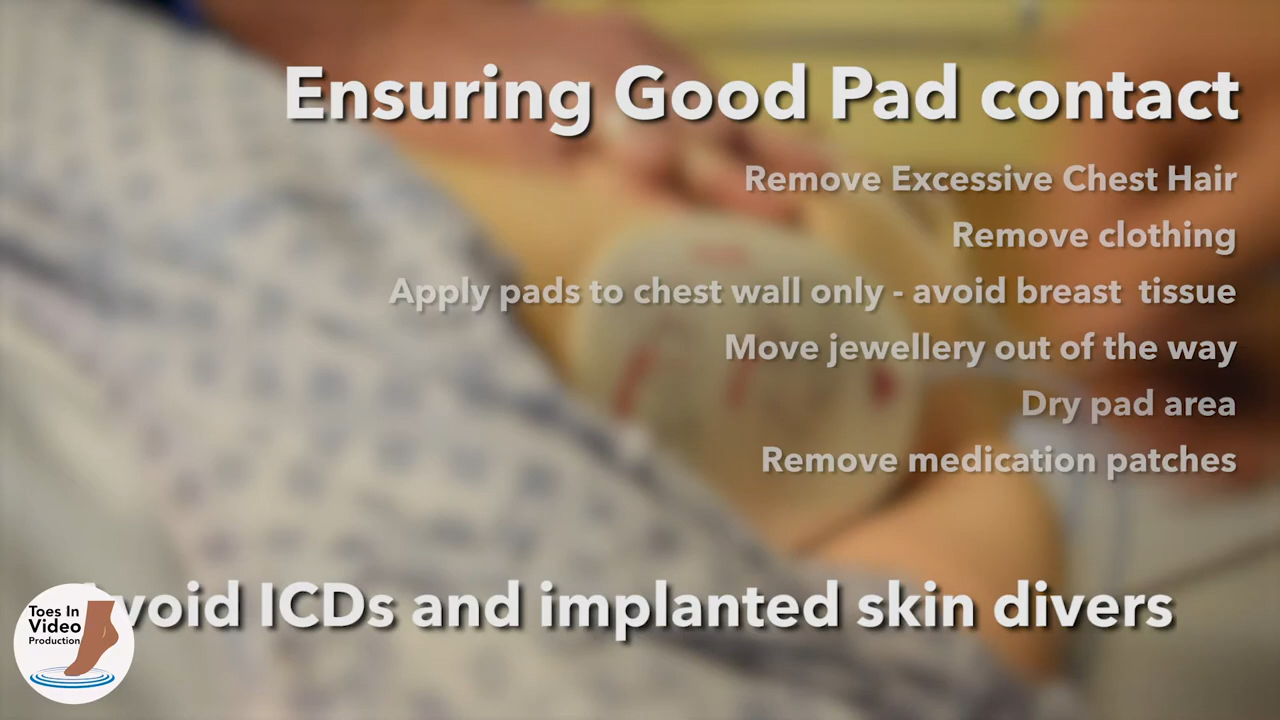 Ensuring Good Pad contact
Remove Excessive Chest Hair
Remove clothing
Apply pads to chest wall only - avoid breast tissue
Move jewellery out of the way
Dry pad area
Remove medication patches
Avoid ICDs and implanted skin divers
Toes In
Video
Production